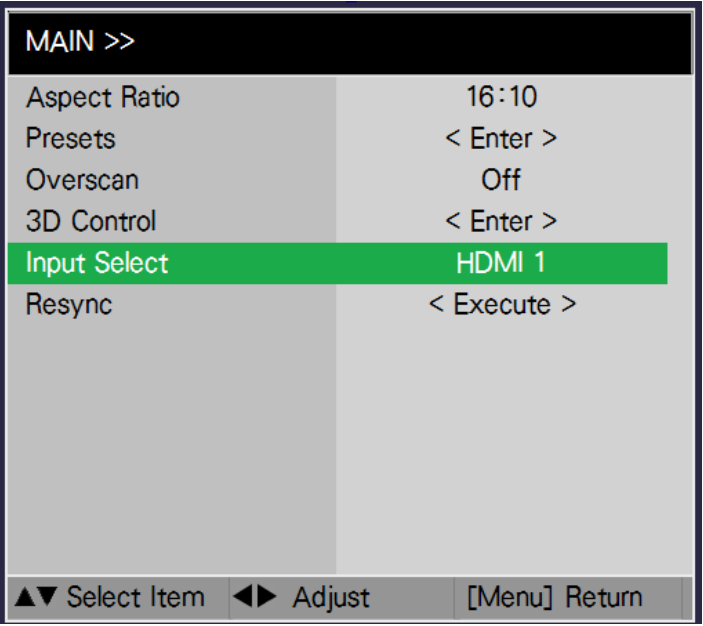 MAIN >>
Aspect Ratio 16:10
Presets < Enter >
Overscan Off
3D Control < Enter >
Input Select HDMI 1
Resync < Execute >
▲▼ Select Item ◀▶ Adjust [Menu] Return